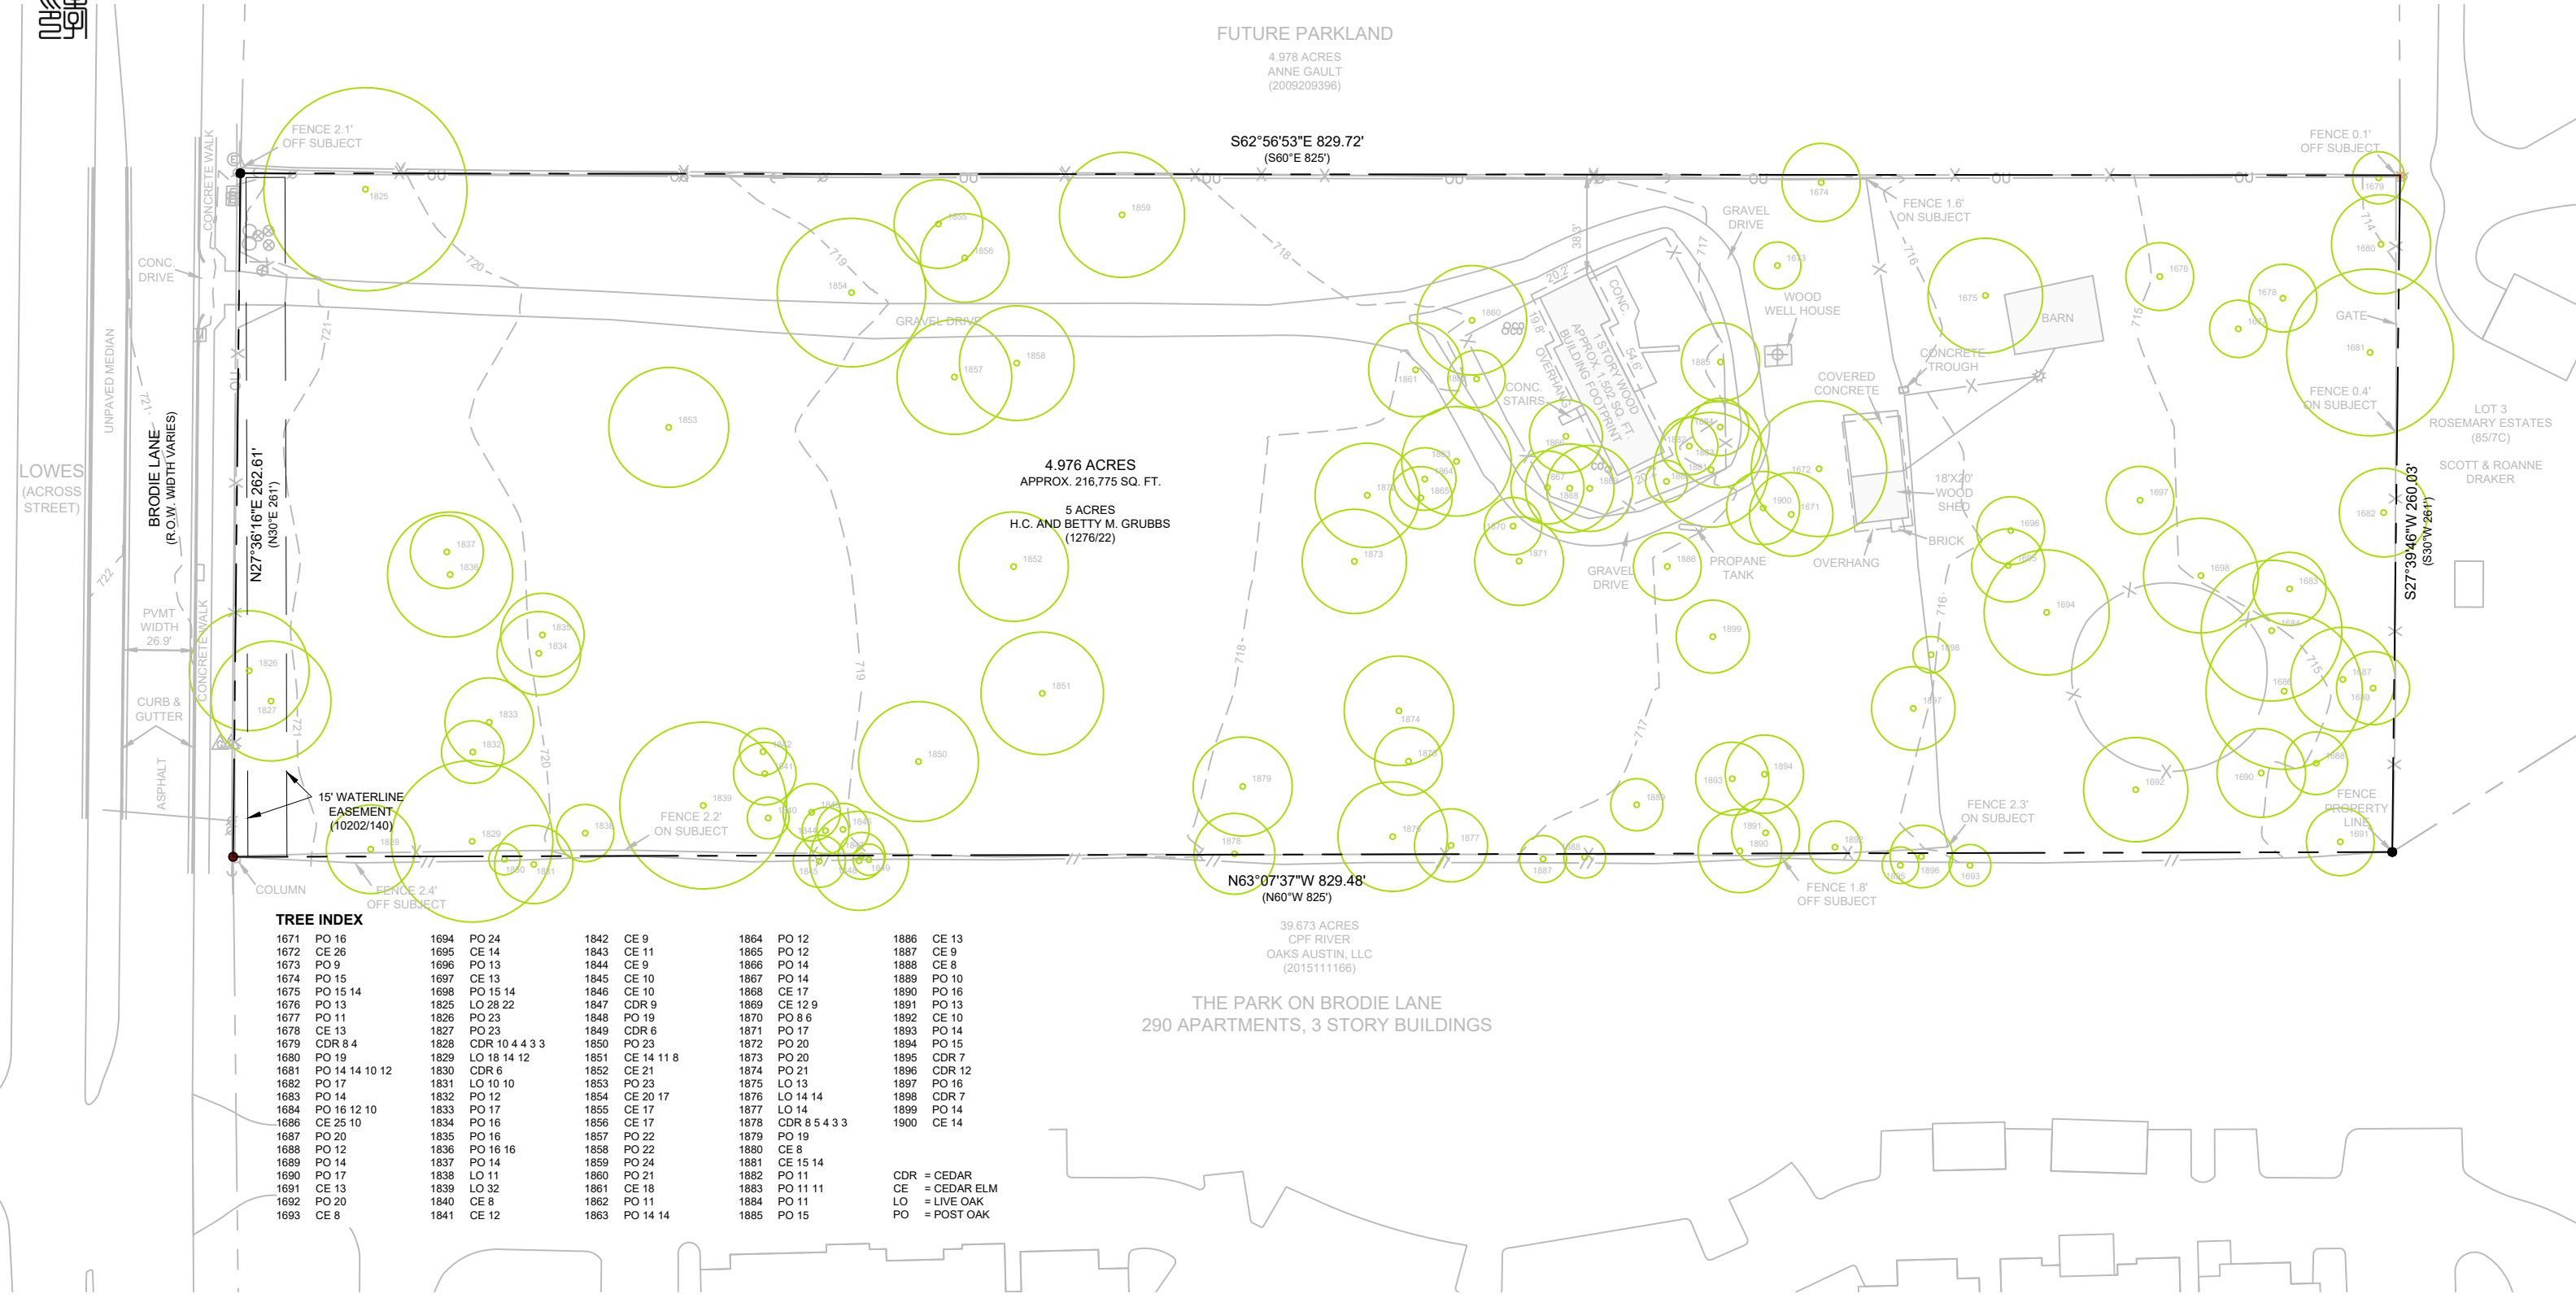 FUTURE PARKLAND
4.978 ACRES
ANNE GAULT
(2009209396)
S62°56'53"E 829.72'
(S60°E 825')
FENCE 2.1'
OFF SUBJECT
FENCE 0.1'
OFF SUBJECT
CONCRETE WALK
CONC.
DRIVE
UNPAVED MEDIAN
LOWES
(ACROSS
STREET)
BRODIE LANE
(R.O.W. WIDTH VARIES)
N27°36'16"E 262.61'
(N30°E 261')
PVMT
WIDTH
26.9'
CONCRETE WALK
CURB &
GUTTER
ASPHALT
COLUMN
15' WATERLINE
EASEMENT
(10202/140)
FENCE 2.4'
OFF SUBJECT
FENCE 2.2'
ON SUBJECT
GRAVEL DRIVE
4.976 ACRES
APPROX. 216,775 SQ. FT.
5 ACRES
H.C. AND BETTY M. GRUBBS
(1276/22)
38.3'
20.2'
19.8'
54.6'
CONC.
1 STORY WOOD
APPROX. 1,502 SQ. FT.
BUILDING FOOTPRINT
OVERHANG
CONC.
STAIRS
GRAVEL
DRIVE
FENCE 1.6'
ON SUBJECT
WOOD
WELL HOUSE
BARN
CONCRETE
TROUGH
COVERED
CONCRETE
18'X20'
WOOD
SHED
BRICK
OVERHANG
PROPANE
TANK
GRAVEL
DRIVE
GATE
FENCE 0.4'
ON SUBJECT
LOT 3
ROSEMARY ESTATES
(85/7C)
SCOTT & ROANNE
DRAKER
S27°39'46"W 260.03'
(S30°W 261')
FENCE
PROPERTY
LINE
FENCE 2.3'
ON SUBJECT
FENCE 1.8'
OFF SUBJECT
N63°07'37"W 829.48'
(N60°W 825')
39.673 ACRES
CPF RIVER
OAKS AUSTIN, LLC
(2015111166)
THE PARK ON BRODIE LANE
290 APARTMENTS, 3 STORY BUILDINGS
TREE INDEX
1671 PO 16
1672 CE 26
1673 PO 9
1674 PO 15
1675 PO 15 14
1676 PO 13
1677 PO 11
1678 CE 13
1679 CDR 8 4
1680 PO 19
1681 PO 14 14 10 12
1682 PO 17
1683 PO 14
1684 PO 16 12 10
1686 CE 25 10
1687 PO 20
1688 PO 12
1689 PO 14
1690 PO 17
1691 CE 13
1692 PO 20
1693 CE 8
1694 PO 24
1695 CE 14
1696 PO 13
1697 CE 13
1698 PO 15 14
1825 LO 28 22
1826 PO 23
1827 PO 23
1828 CDR 10 4 4 3 3
1829 LO 18 14 12
1830 CDR 6
1831 LO 10 10
1832 PO 12
1833 PO 17
1834 PO 16
1835 PO 16
1836 PO 16 16
1837 PO 14
1838 LO 11
1839 LO 32
1840 CE 8
1841 CE 12
1842 CE 9
1843 CE 11
1844 CE 9
1845 CE 10
1846 CE 10
1847 CDR 9
1848 PO 19
1849 CDR 6
1850 PO 23
1851 CE 14 11 8
1852 CE 21
1853 PO 23
1854 CE 20 17
1855 CE 17
1856 CE 17
1857 PO 22
1858 PO 22
1859 PO 24
1860 PO 21
1861 CE 18
1862 PO 11
1863 PO 14 14
1864 PO 12
1865 PO 12
1866 PO 14
1867 PO 14
1868 CE 17
1869 CE 12 9
1870 PO 8 6
1871 PO 17
1872 PO 20
1873 PO 20
1874 PO 21
1875 LO 13
1876 LO 14 14
1877 LO 14
1878 CDR 8 5 4 3 3
1879 PO 19
1880 CE 8
1881 CE 15 14
1882 PO 11
1883 PO 11 11
1884 PO 11
1885 PO 15
1886 CE 13
1887 CE 9
1888 CE 8
1889 PO 10
1890 PO 16
1891 PO 13
1892 CE 10
1893 PO 14
1894 PO 15
1895 CDR 7
1896 CDR 12
1897 PO 16
1898 CDR 7
1899 PO 14
1900 CE 14
CDR = CEDAR
CE = CEDAR ELM
LO = LIVE OAK
PO = POST OAK